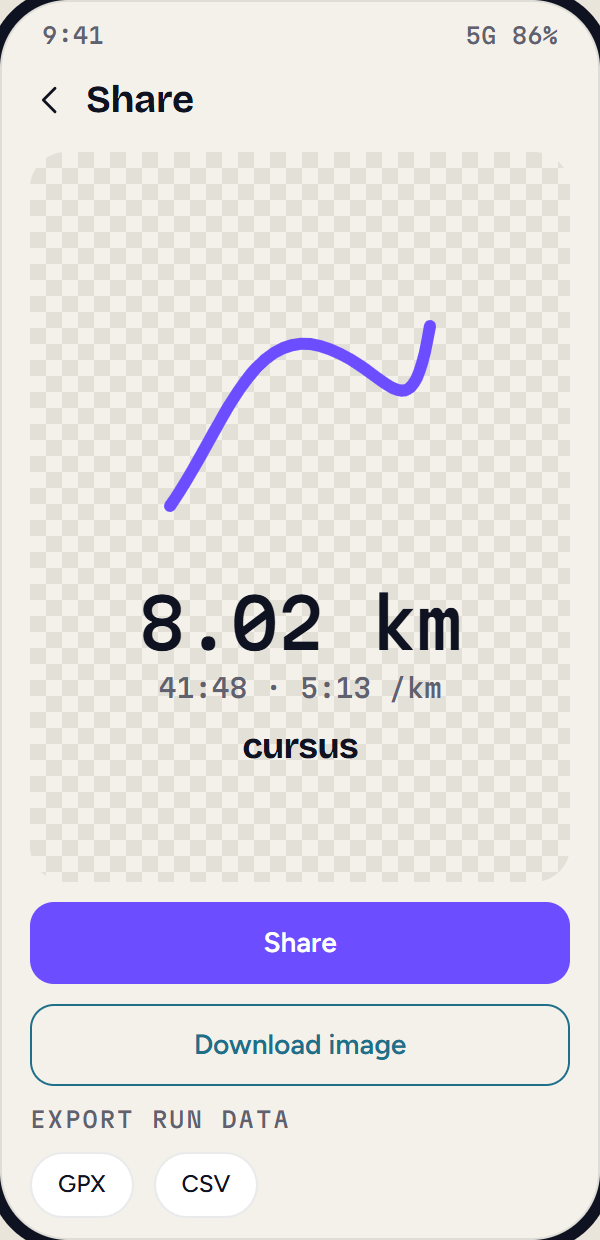 9:41 5G 86%
Share
8.02 km
41:48 · 5:13 /km
cursus
Share
Download image
EXPORT RUN DATA
GPX CSV